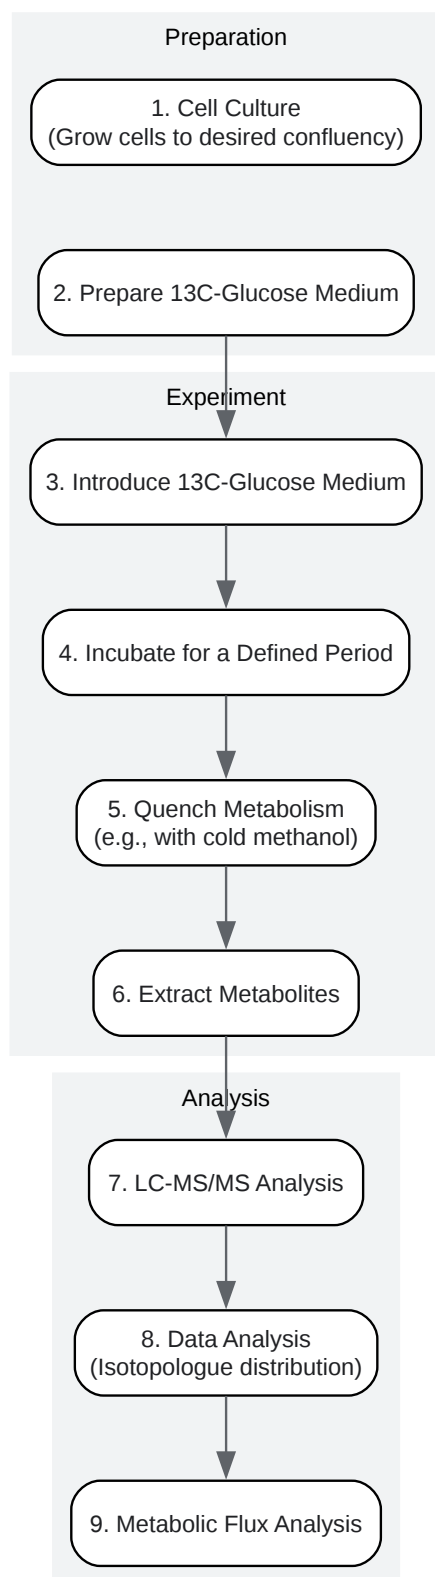 Preparation
1. Cell Culture
(Grow cells to desired confluency)
2. Prepare 13C-Glucose Medium
Experiment
3. Introduce 13C-Glucose Medium
4. Incubate for a Defined Period
5. Quench Metabolism
(e.g., with cold methanol)
6. Extract Metabolites
Analysis
7. LC-MS/MS Analysis
8. Data Analysis
(Isotopologue distribution)
9. Metabolic Flux Analysis